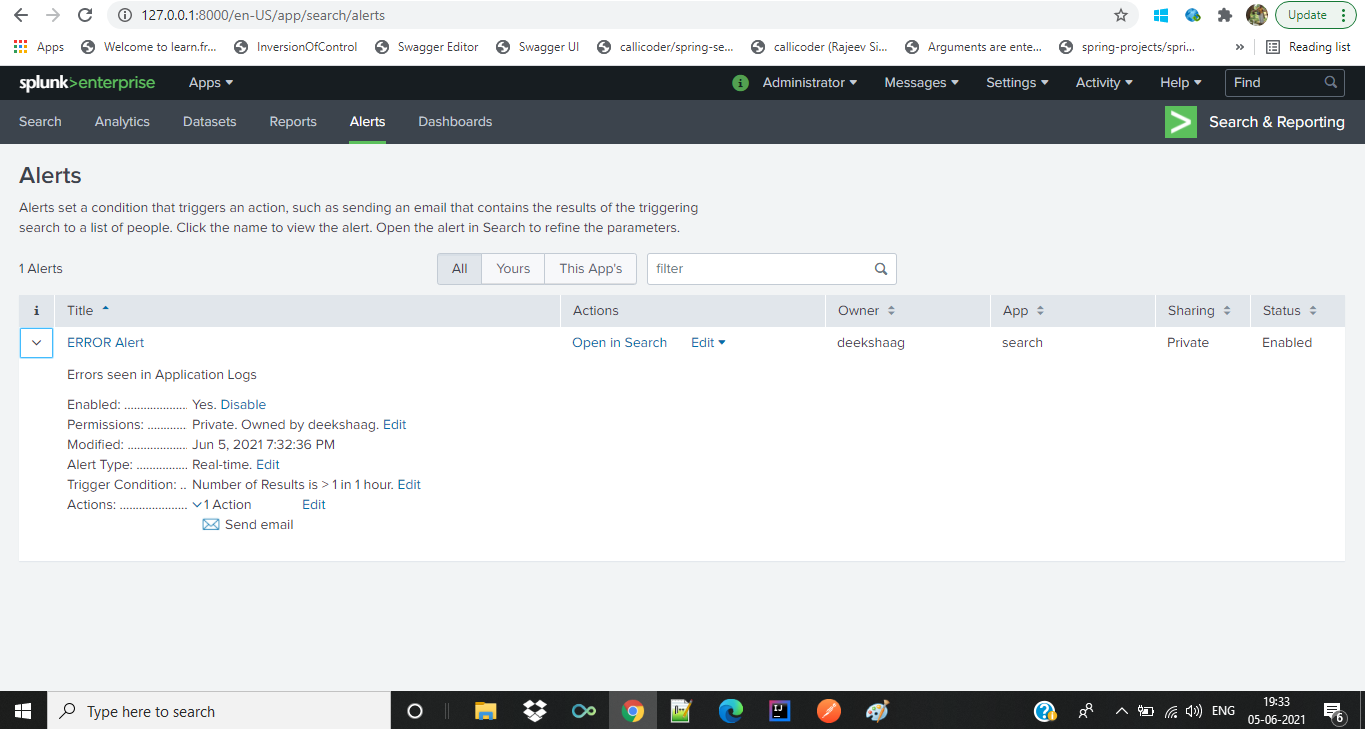 127.0.0.1:8000/en-US/app/search/alerts Update
Apps Welcome to learn.fr... InversionOfControl Swagger Editor Swagger UI callicoder/spring-se... callicoder (Rajeev Si... Arguments are ente... spring-projects/spri... » Reading list
splunk>enterprise Apps i Administrator Messages Settings Activity Help Find
Search Analytics Datasets Reports Alerts Dashboards > Search & Reporting
Alerts
Alerts set a condition that triggers an action, such as sending an email that contains the results of the triggering
search to a list of people. Click the name to view the alert. Open the alert in Search to refine the parameters.
1 Alerts All Yours This App's filter
i Title Actions Owner App Sharing Status
ERROR Alert Open in Search Edit deekshaag search Private Enabled
Errors seen in Application Logs
Enabled: ................... Yes. Disable
Permissions: ............ Private. Owned by deekshaag. Edit
Modified: .................. Jun 5, 2021 7:32:36 PM
Alert Type: ............... Real-time. Edit
Trigger Condition: .. Number of Results is > 1 in 1 hour. Edit
Actions: ..................... 1 Action Edit
Send email
Type here to search ENG 19:33
05-06-2021 6